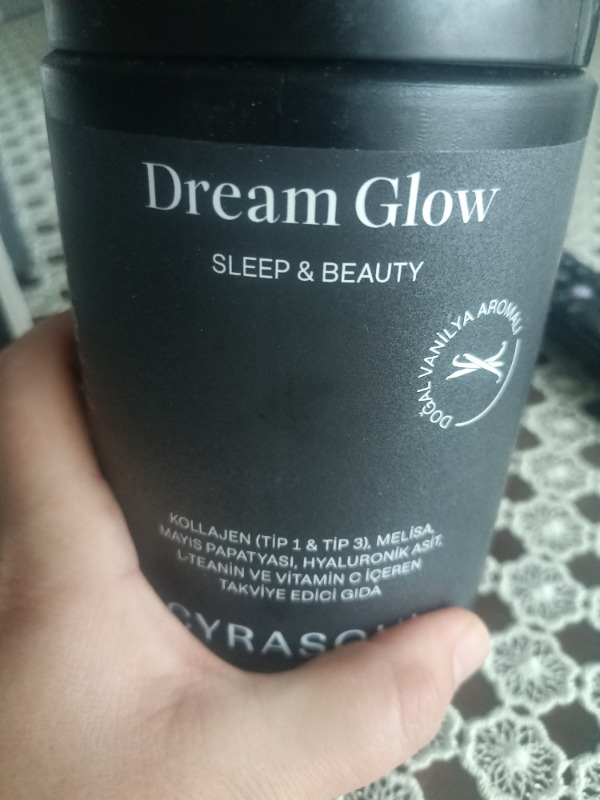 Dream Glow
SLEEP & BEAUTY
DOĞAL VANİLYA AROMALI
KOLLAJEN (TİP 1 & TİP 3), MELİSA,
MAYIS PAPATYASI, HYALURONİK ASİT,
L-TEANİN VE VİTAMİN C İÇEREN
TAKVİYE EDİCİ GIDA